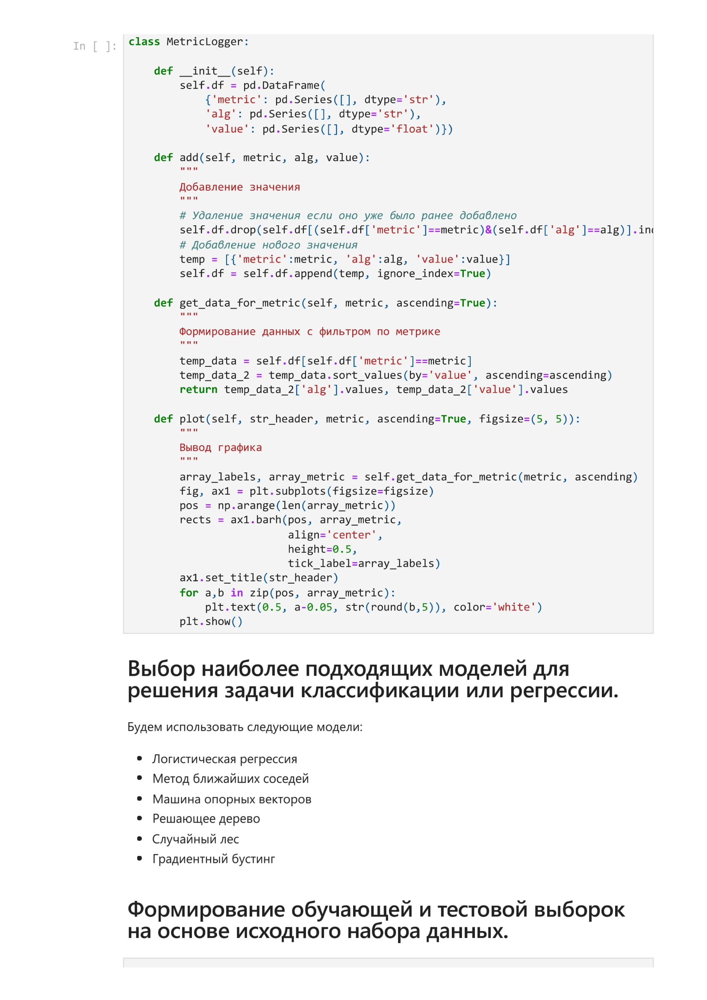 In [ ]:
class MetricLogger:
    def __init__(self):
        self.df = pd.DataFrame(
            {'metric': pd.Series([], dtype='str'),
            'alg': pd.Series([], dtype='str'),
            'value': pd.Series([], dtype='float')})
    def add(self, metric, alg, value):
        """
        Добавление значения
        """
        # Удаление значения если оно уже было ранее добавлено
        self.df.drop(self.df[(self.df['metric']==metric)&(self.df['alg']==alg)].
        # Добавление нового значения
        temp = [{'metric':metric, 'alg':alg, 'value':value}]
        self.df = self.df.append(temp, ignore_index=True)
    def get_data_for_metric(self, metric, ascending=True):
        """
        Формирование данных с фильтром по метрике
        """
        temp_data = self.df[self.df['metric']==metric]
        temp_data_2 = temp_data.sort_values(by='value', ascending=ascending)
        return temp_data_2['alg'].values, temp_data_2['value'].values
    def plot(self, str_header, metric, ascending=True, figsize=(5, 5)):
        """
        Вывод графика
        """
        array_labels, array_metric = self.get_data_for_metric(metric, ascending)
        fig, ax1 = plt.subplots(figsize=figsize)
        pos = np.arange(len(array_metric))
        rects = ax1.barh(pos, array_metric,
                         align='center',
                         height=0.5,
                         tick_label=array_labels)
        ax1.set_title(str_header)
        for a,b in zip(pos, array_metric):
            plt.text(0.5, a-0.05, str(round(b,5)), color='white')
        plt.show()
Выбор наиболее подходящих моделей для
решения задачи классификации или регрессии.
Будем использовать следующие модели:
• Логистическая регрессия
• Метод ближайших соседей
• Машина опорных векторов
• Решающее дерево
• Случайный лес
• Градиентный бустинг
Формирование обучающей и тестовой выборок
на основе исходного набора данных.